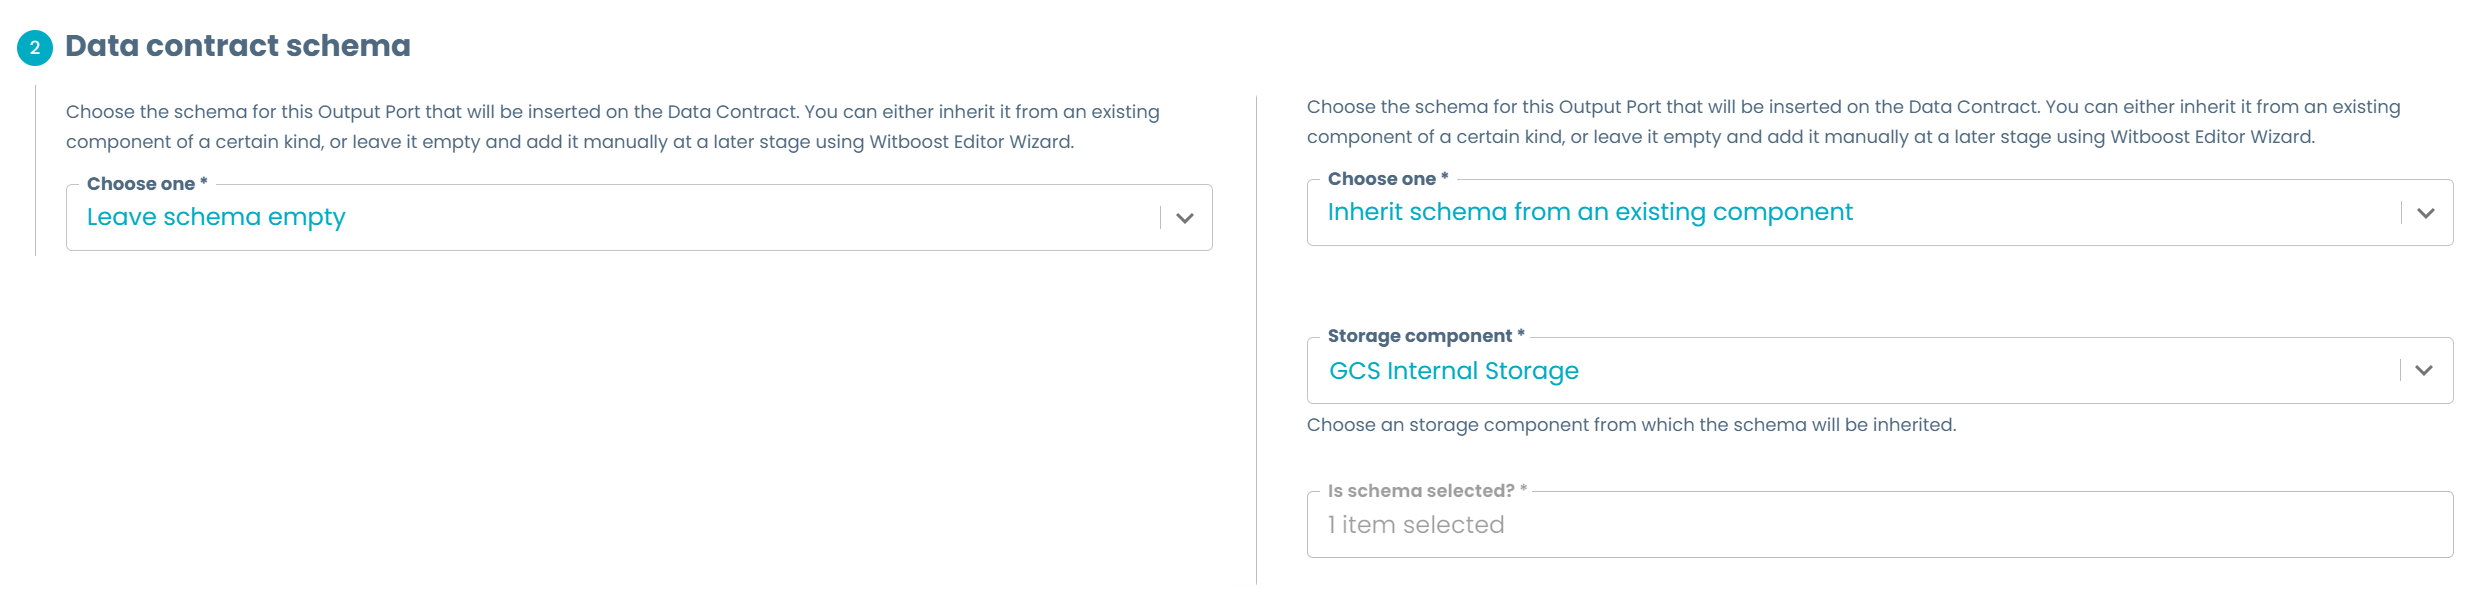 2 Data contract schema
Choose the schema for this Output Port that will be inserted on the Data Contract. You can either inherit it from an existing
component of a certain kind, or leave it empty and add it manually at a later stage using Witboost Editor Wizard.
Choose one *
Leave schema empty
Choose the schema for this Output Port that will be inserted on the Data Contract. You can either inherit it from an existing
component of a certain kind, or leave it empty and add it manually at a later stage using Witboost Editor Wizard.
Choose one *
Inherit schema from an existing component
Storage component *
GCS Internal Storage
Choose an storage component from which the schema will be inherited.
Is schema selected? *
1 item selected